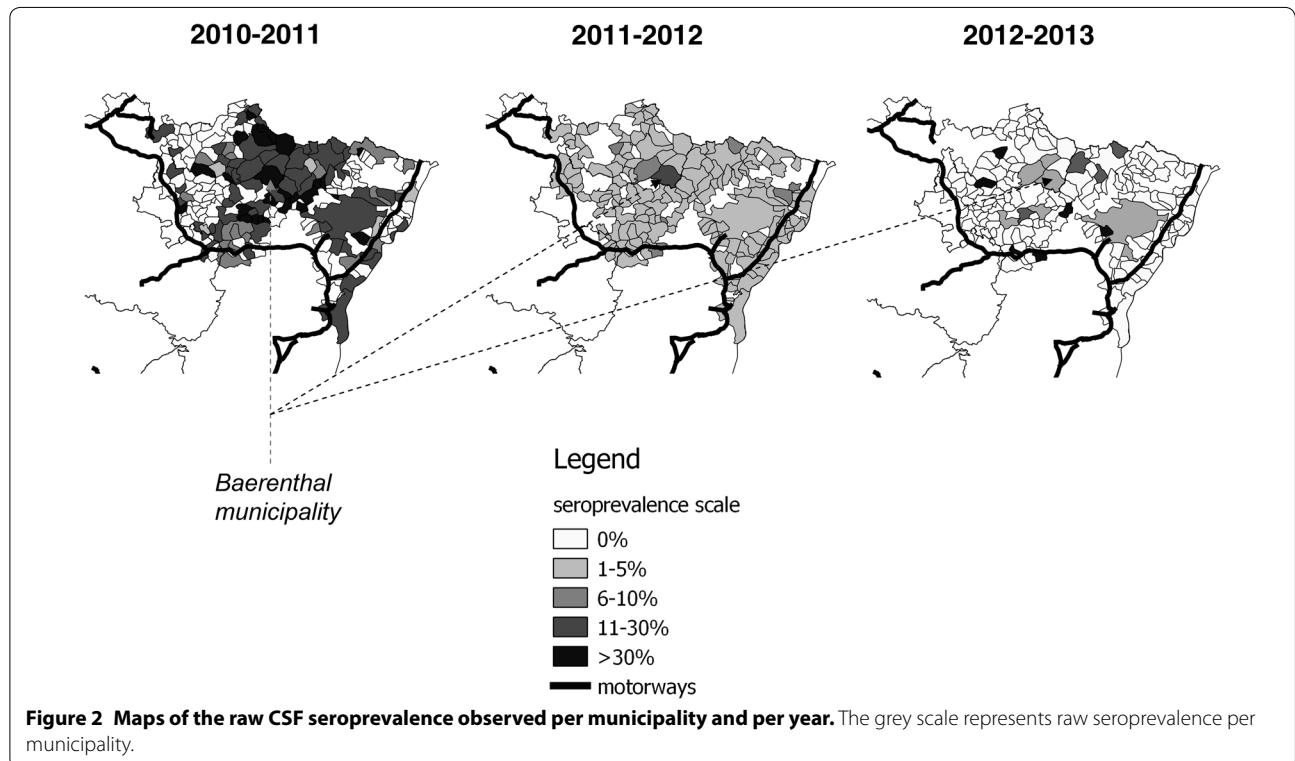 2010-2011
2011-2012
2012-2013
Baerenthal
municipality
Legend
seroprevalence scale
0%
1-5%
6-10%
11-30%
>30%
motorways
Figure 2 Maps of the raw CSF seroprevalence observed per municipality and per year. The grey scale represents raw seroprevalence per
municipality.